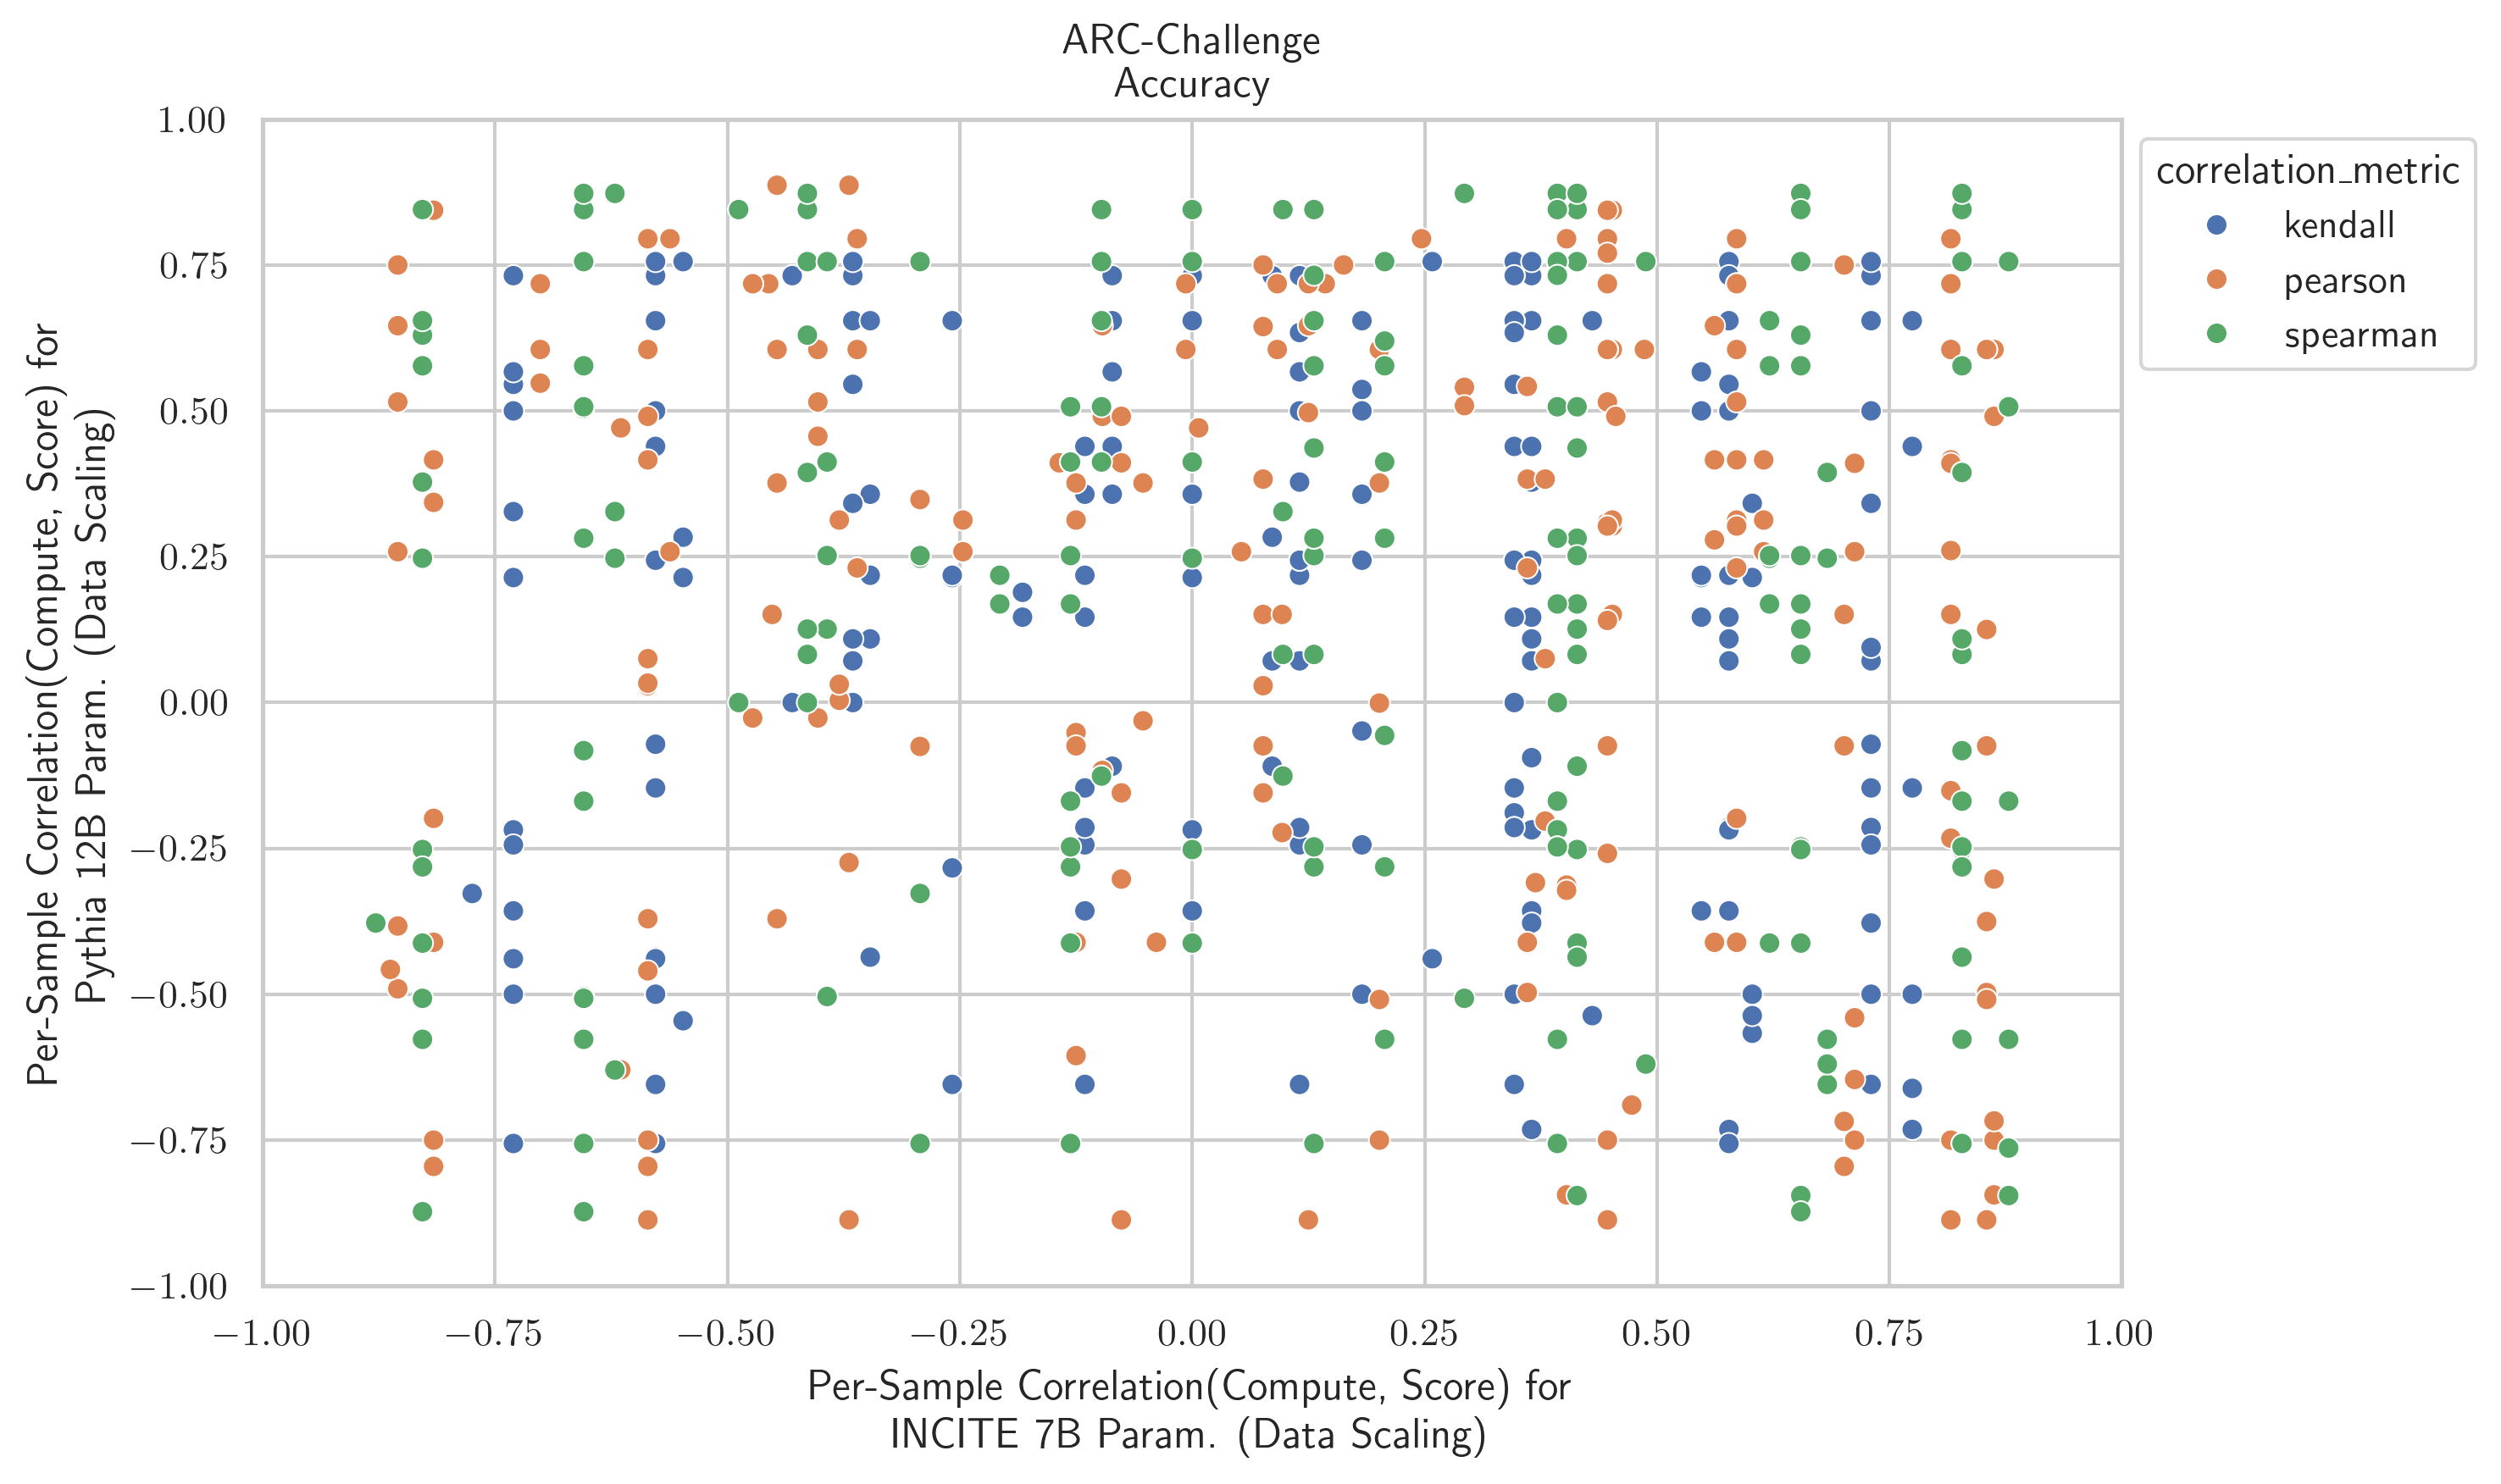 ARC-Challenge
Accuracy
Per-Sample Correlation(Compute, Score) for
Pythia 12B Param. (Data Scaling)
1.00
0.75
0.50
0.25
0.00
−0.25
−0.50
−0.75
−1.00
−1.00 −0.75 −0.50 −0.25 0.00 0.25 0.50 0.75 1.00
Per-Sample Correlation(Compute, Score) for
INCITE 7B Param. (Data Scaling)
correlation_metric
kendall
pearson
spearman